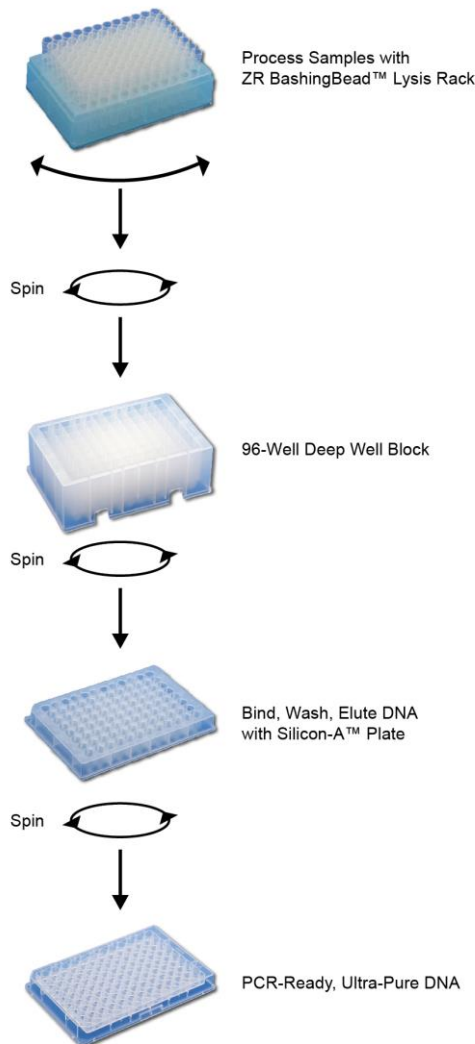 Process Samples with
ZR BashingBead™ Lysis Rack
Spin
96-Well Deep Well Block
Spin
Bind, Wash, Elute DNA
with Silicon-A™ Plate
Spin
PCR-Ready, Ultra-Pure DNA